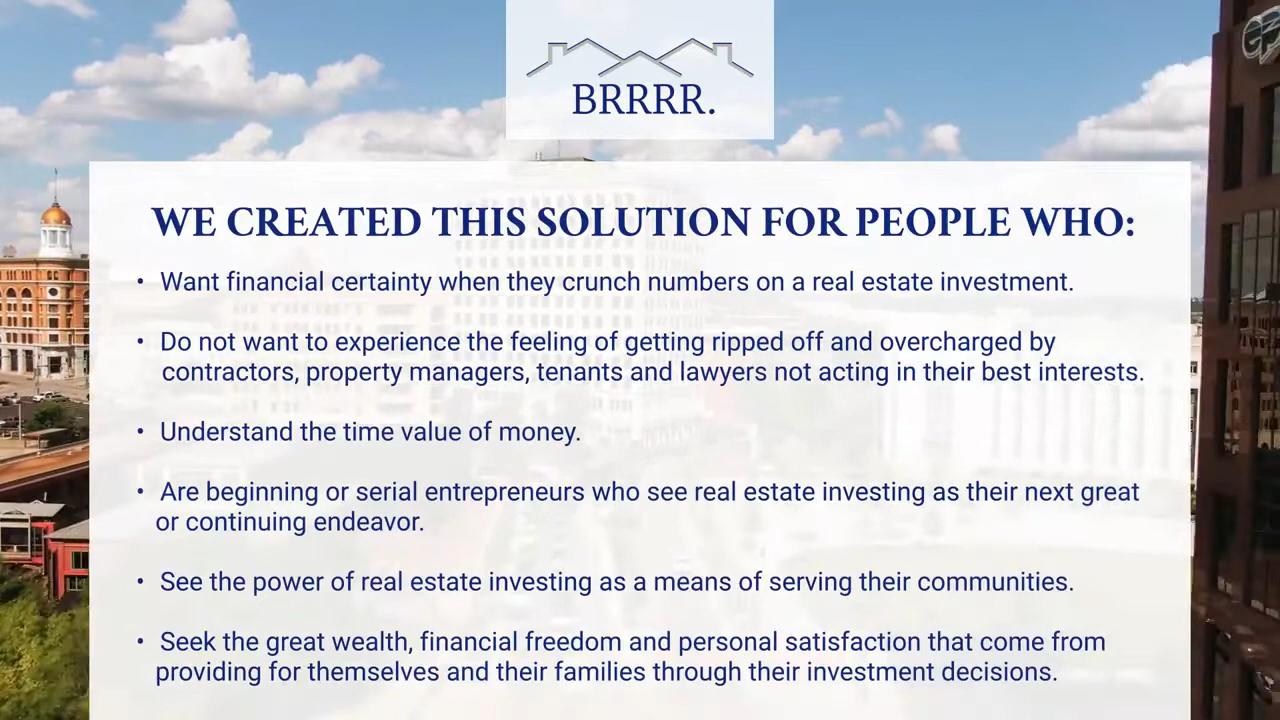 BRRRR.
WE CREATED THIS SOLUTION FOR PEOPLE WHO:
• Want financial certainty when they crunch numbers on a real estate investment.
• Do not want to experience the feeling of getting ripped off and overcharged by
contractors, property managers, tenants and lawyers not acting in their best interests.
• Understand the time value of money.
• Are beginning or serial entrepreneurs who see real estate investing as their next great
or continuing endeavor.
• See the power of real estate investing as a means of serving their communities.
• Seek the great wealth, financial freedom and personal satisfaction that come from
providing for themselves and their families through their investment decisions.